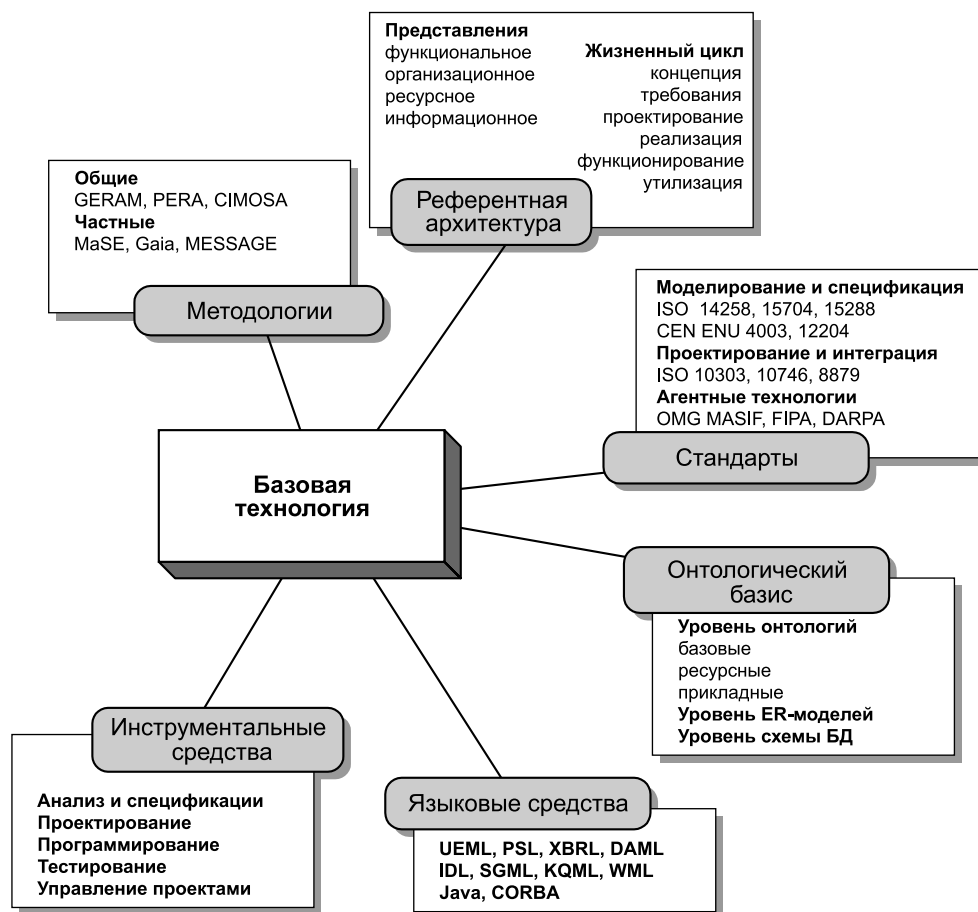 Представления
функциональное
организационное
ресурсное
информационное
Жизненный цикл
концепция
требования
проектирование
реализация
функционирование
утилизация
Референтная
архитектура
Общие
GERAM, PERA, CIMOSA
Частные
MaSE, Gaia, MESSAGE
Методологии
Моделирование и спецификация
ISO 14258, 15704, 15288
CEN ENU 4003, 12204
Проектирование и интеграция
ISO 10303, 10746, 8879
Агентные технологии
OMG MASIF, FIPA, DARPA
Стандарты
Базовая
технология
Онтологический
базис
Уровень онтологий
базовые
ресурсные
прикладные
Уровень ER-моделей
Уровень схемы БД
Инструментальные
средства
Анализ и спецификации
Проектирование
Программирование
Тестирование
Управление проектами
Языковые средства
UEML, PSL, XBRL, DAML
IDL, SGML, KQML, WML
Java, CORBA